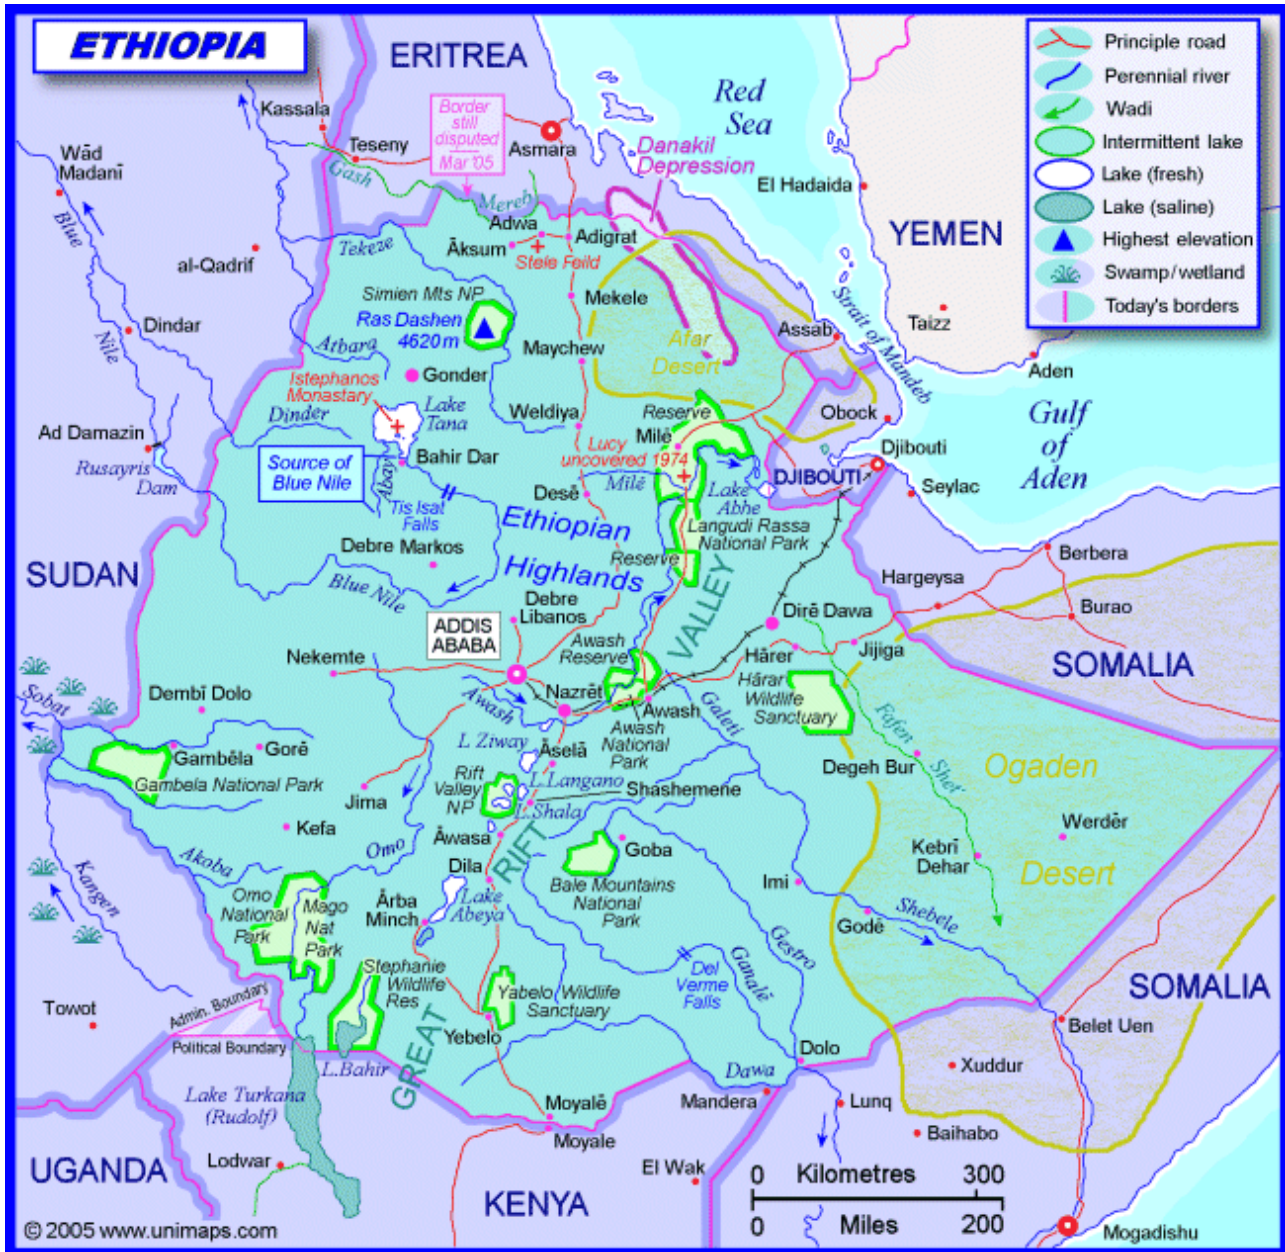 ETHIOPIA
ERITREA
Red
Sea
YEMEN
Principle road
Perennial river
Wadi
Intermittent lake
Lake (fresh)
Lake (saline)
Highest elevation
Swamp/wetland
Today's borders
Kassala
Teseny
Border
still
disputed
Mar '05
Asmara
Danakil
Depression
El Hadaida
Wād
Madanī
Gash
Mereb
Adwa
Āksum
Adigrat
Stele Feild
Tekeze
Blue
Nile
al-Qadrif
Simien Mts NP
Ras Dashen
4620 m
Mekele
Strait of Mandeb
Taizz
Dindar
Atbara
Maychew
Afar
Desert
Assab
Aden
Gonder
Istephanos
Monastary
Lake
Tana
Dinder
Weldiya
Reserve
Milē
Obock
Gulf
of
Aden
Ad Damazin
Rusayris
Dam
Bahir Dar
Source of
Blue Nile
Abay
Lucy
uncovered 1974
Djibouti
DJIBOUTI
Seylac
Tis Isat
Falls
Desē
Milē
Lake
Abhe
Ethiopian
Highlands
Langudi Rassa
National Park
Reserve
Debre Markos
SUDAN
Blue Nile
Berbera
Hargeysa
Burao
Debre
Libanos
ADDIS
ABABA
VALLEY
Dirē Dawa
Awash
Reserve
Hārer
Jijiga
SOMALIA
Nekemte
Sobat
Dembī Dolo
Awash
Nazrēt
Awash
Awash
National
Park
Galeti
Hārar
Wildlife
Sanctuary
Fafen
Shet'
L Ziway
Āselā
Gambēla
Gorē
Gambela National Park
Degeh Bur
Ogaden
Desert
Rift
Valley
NP
L.Langano
Shashemene
L.Shala
Jima
Kefa
Omo
Āwasa
RIFT
Goba
Werdēr
Kebrī
Dehar
Akoba
Kangen
Dila
Bale Mountains
National
Park
Imi
Omo
National
Park
Mago
Nat
Park
Ārba
Minch
Lake
Abeya
Godē
Shebele
Gestro
Ganalē
Stephanie
Wildlife
Res
Del
Verme
Falls
SOMALIA
Towot
Admin. Boundary
Political Boundary
Yabelo Wildlife
Sanctuary
Yebelo
Belet Uen
Dolo
Xuddur
L.Bahir
GREAT
Dawa
Lake Turkana
(Rudolf)
Moyalē
Moyale
Mandera
Lunq
Baihabo
UGANDA
Lodwar
El Wak
KENYA
0 Kilometres 300
0 Miles 200
Mogadishu
© 2005 www.unimaps.com